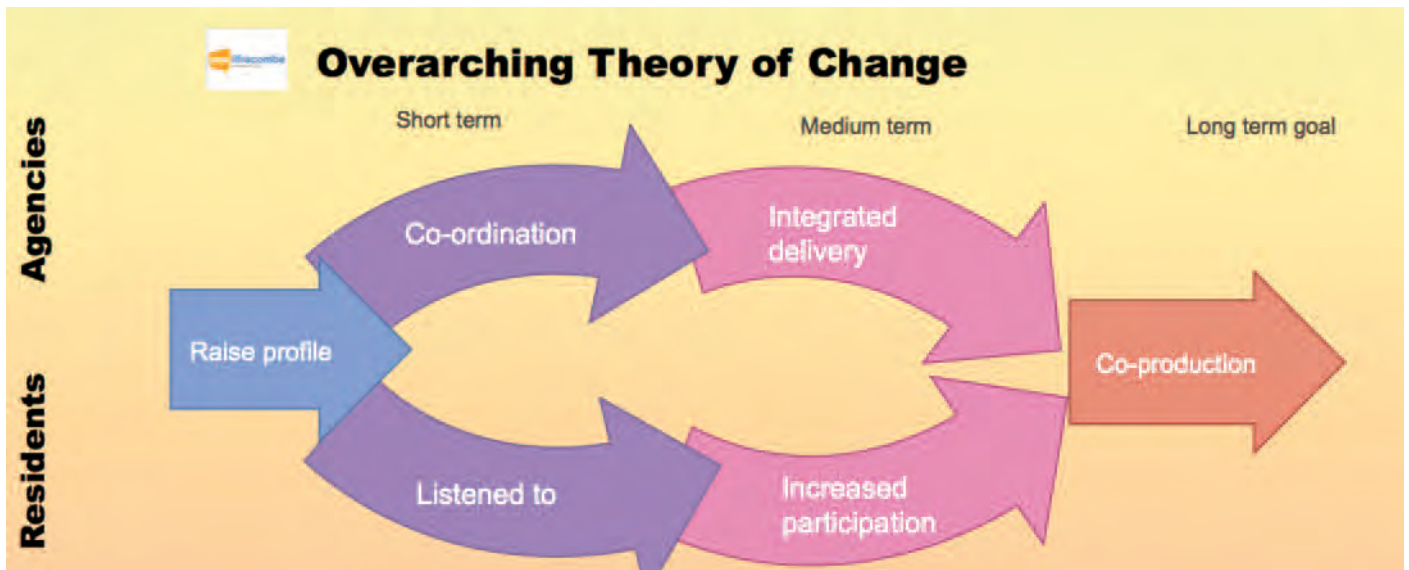 Ilfracombe
Overarching Theory of Change
Short term
Medium term
Long term goal
Agencies
Co-ordination
Integrated
delivery
Raise profile
Co-production
Residents
Listened to
Increased
participation